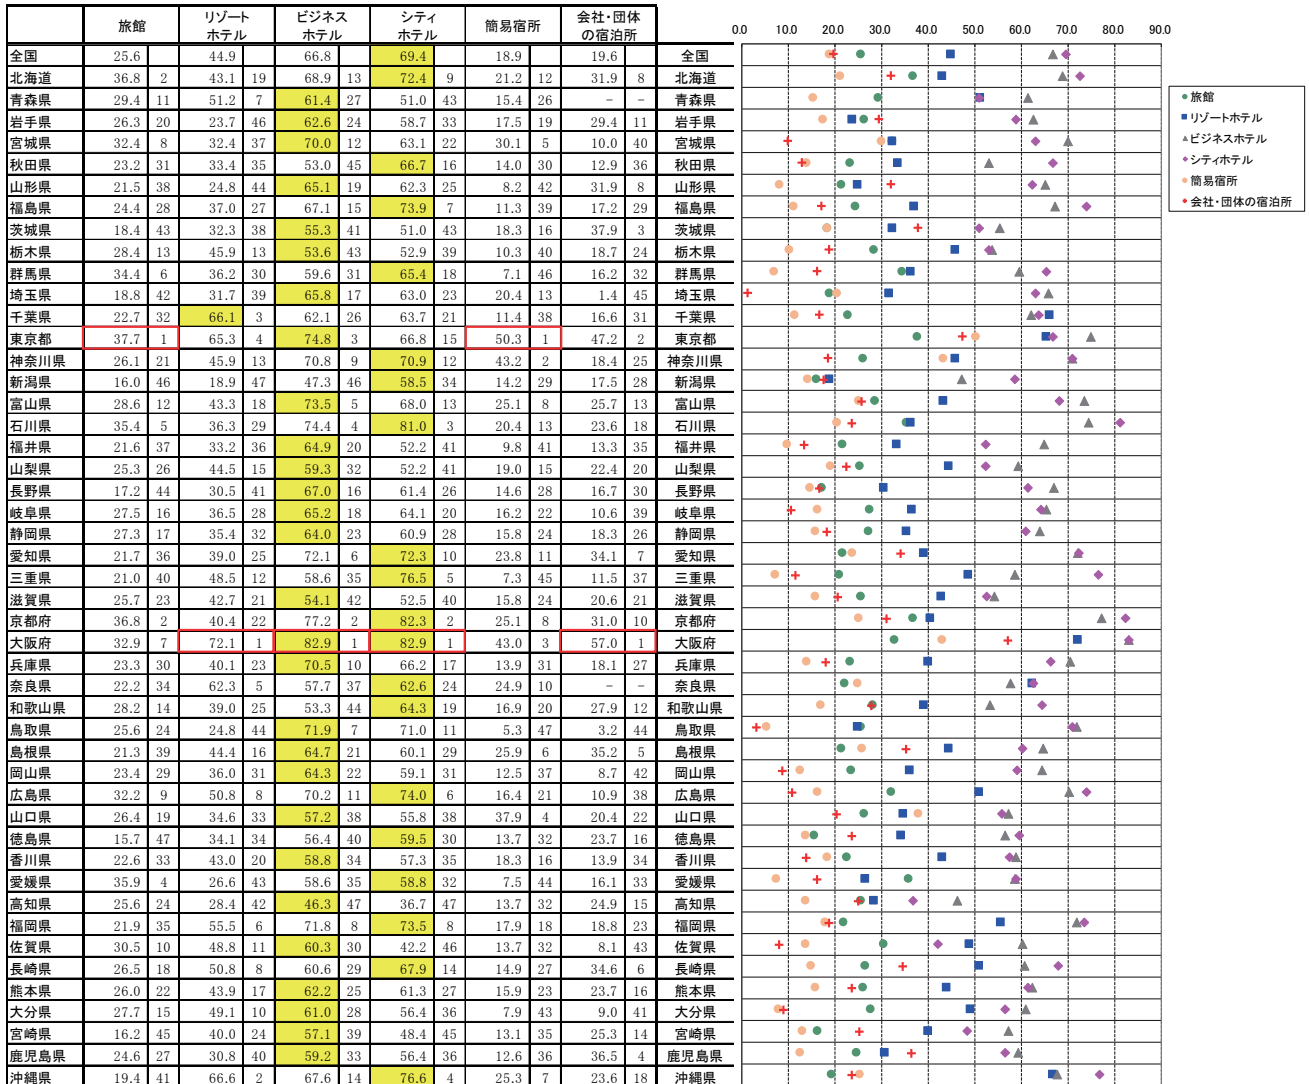 旅館 リゾートホテル ビジネスホテル シティホテル 簡易宿所 会社・団体の宿泊所
0.0 10.0 20.0 30.0 40.0 50.0 60.0 70.0 80.0 90.0
全国 25.6 44.9 66.8 69.4 18.9 19.6 全国
北海道 36.8 2 43.1 19 68.9 13 72.4 9 21.2 12 31.9 8 北海道
青森県 29.4 11 51.2 7 61.4 27 51.0 43 15.4 26 － － 青森県
岩手県 26.3 20 23.7 46 62.6 24 58.7 33 17.5 19 29.4 11 岩手県
宮城県 32.4 8 32.4 37 70.0 12 63.1 22 30.1 5 10.0 40 宮城県
秋田県 23.2 31 33.4 35 53.0 45 66.7 16 14.0 30 12.9 36 秋田県
山形県 21.5 38 24.8 44 65.1 19 62.3 25 8.2 42 31.9 8 山形県
福島県 24.4 28 37.0 27 67.1 15 73.9 7 11.3 39 17.2 29 福島県
茨城県 18.4 43 32.3 38 55.3 41 51.0 43 18.3 16 37.9 3 茨城県
栃木県 28.4 13 45.9 13 53.6 43 52.9 39 10.3 40 18.7 24 栃木県
群馬県 34.4 6 36.2 30 59.6 31 65.4 18 7.1 46 16.2 32 群馬県
埼玉県 18.8 42 31.7 39 65.8 17 63.0 23 20.4 13 1.4 45 埼玉県
千葉県 22.7 32 66.1 3 62.1 26 63.7 21 11.4 38 16.6 31 千葉県
東京都 37.7 1 65.3 4 74.8 3 66.8 15 50.3 1 47.2 2 東京都
神奈川県 26.1 21 45.9 13 70.8 9 70.9 12 43.2 2 18.4 25 神奈川県
新潟県 16.0 46 18.9 47 47.3 46 58.5 34 14.2 29 17.5 28 新潟県
富山県 28.6 12 43.3 18 73.5 5 68.0 13 25.1 8 25.7 13 富山県
石川県 35.4 5 36.3 29 74.4 4 81.0 3 20.4 13 23.6 18 石川県
福井県 21.6 37 33.2 36 64.9 20 52.2 41 9.8 41 13.3 35 福井県
山梨県 25.3 26 44.5 15 59.3 32 52.2 41 19.0 15 22.4 20 山梨県
長野県 17.2 44 30.5 41 67.0 16 61.4 26 14.6 28 16.7 30 長野県
岐阜県 27.5 16 36.5 28 65.2 18 64.1 20 16.2 22 10.6 39 岐阜県
静岡県 27.3 17 35.4 32 64.0 23 60.9 28 15.8 24 18.3 26 静岡県
愛知県 21.7 36 39.0 25 72.1 6 72.3 10 23.8 11 34.1 7 愛知県
三重県 21.0 40 48.5 12 58.6 35 76.5 5 7.3 45 11.5 37 三重県
滋賀県 25.7 23 42.7 21 54.1 42 52.5 40 15.8 24 20.6 21 滋賀県
京都府 36.8 2 40.4 22 77.2 2 82.3 2 25.1 8 31.0 10 京都府
大阪府 32.9 7 72.1 1 82.9 1 82.9 1 43.0 3 57.0 1 大阪府
兵庫県 23.3 30 40.1 23 70.5 10 66.2 17 13.9 31 18.1 27 兵庫県
奈良県 22.2 34 62.3 5 57.7 37 62.6 24 24.9 10 － － 奈良県
和歌山県 28.2 14 39.0 25 53.3 44 64.3 19 16.9 20 27.9 12 和歌山県
鳥取県 25.6 24 24.8 44 71.9 7 71.0 11 5.3 47 3.2 44 鳥取県
島根県 21.3 39 44.4 16 64.7 21 60.1 29 25.9 6 35.2 5 島根県
岡山県 23.4 29 36.0 31 64.3 22 59.1 31 12.5 37 8.7 42 岡山県
広島県 32.2 9 50.8 8 70.2 11 74.0 6 16.4 21 10.9 38 広島県
山口県 26.4 19 34.6 33 57.2 38 55.8 38 37.9 4 20.4 22 山口県
徳島県 15.7 47 34.1 34 56.4 40 59.5 30 13.7 32 23.7 16 徳島県
香川県 22.6 33 43.0 20 58.8 34 57.3 35 18.3 16 13.9 34 香川県
愛媛県 35.9 4 26.6 43 58.6 35 58.8 32 7.5 44 16.1 33 愛媛県
高知県 25.6 24 28.4 42 46.3 47 36.7 47 13.7 32 24.9 15 高知県
福岡県 21.9 35 55.5 6 71.8 8 73.5 8 17.9 18 18.8 23 福岡県
佐賀県 30.5 10 48.8 11 60.3 30 42.2 46 13.7 32 8.1 43 佐賀県
長崎県 26.5 18 50.8 8 60.6 29 67.9 14 14.9 27 34.6 6 長崎県
熊本県 26.0 22 43.9 17 62.2 25 61.3 27 15.9 23 23.7 16 熊本県
大分県 27.7 15 49.1 10 61.0 28 56.4 36 7.9 43 9.0 41 大分県
宮崎県 16.2 45 40.0 24 57.1 39 48.4 45 13.1 35 25.3 14 宮崎県
鹿児島県 24.6 27 30.8 40 59.2 33 56.4 36 12.6 36 36.5 4 鹿児島県
沖縄県 19.4 41 66.6 2 67.6 14 76.6 4 25.3 7 23.6 18 沖縄県
旅館
リゾートホテル
ビジネスホテル
シティホテル
簡易宿所
会社・団体の宿泊所